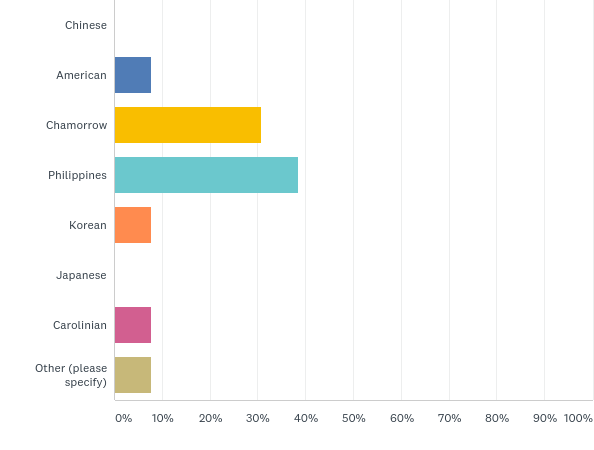 Chinese
American
Chamorrow
Philippines
Korean
Japanese
Carolinian
Other (please
specify)
0% 10% 20% 30% 40% 50% 60% 70% 80% 90% 100%